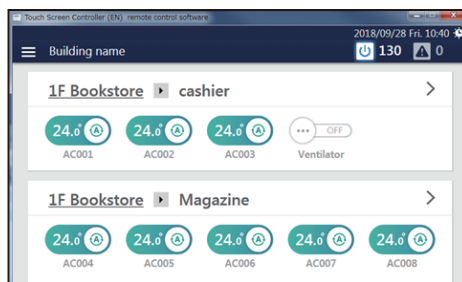 Touch Screen Controller (EN) remote control software
2018/09/28 Fri. 10:40
Building name 130 0
1F Bookstore cashier
24.0° A 24.0° A 24.0° A OFF
AC001 AC002 AC003 Ventilator
1F Bookstore Magazine
24.0° A 24.0° A 24.0° A 24.0° A 24.0° A
AC004 AC005 AC006 AC007 AC008